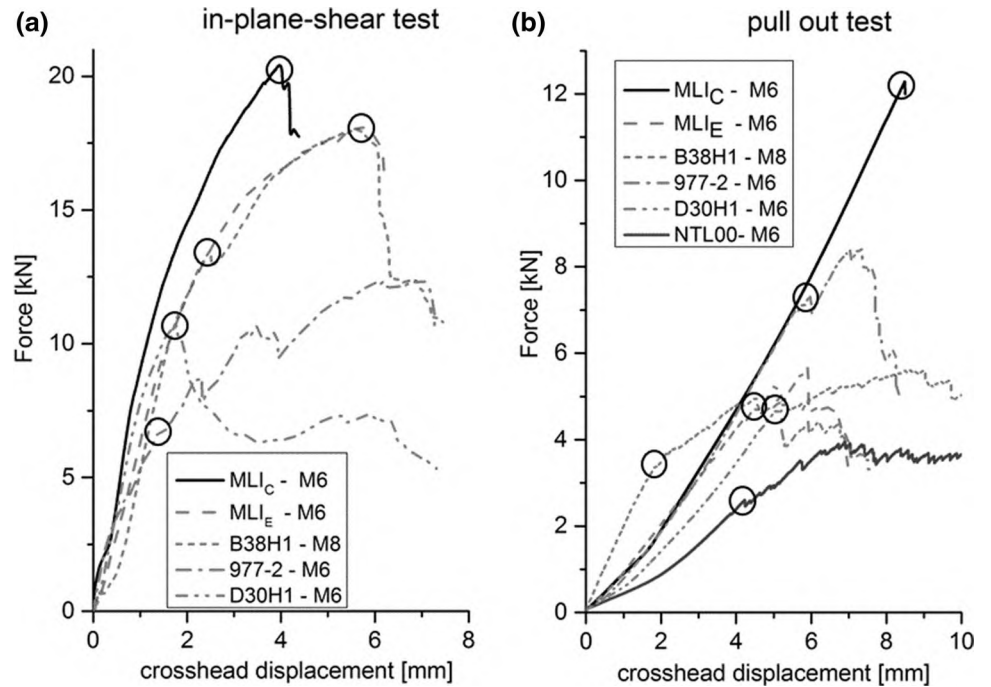 (a)
in-plane-shear test
Force [kN]
20
15
10
5
0
MLIC - M6
MLIE - M6
B38H1 - M8
977-2 - M6
D30H1 - M6
0 2 4 6 8
crosshead displacement [mm]
(b)
pull out test
Force [kN]
12
10
8
6
4
2
0
MLIC - M6
MLIE - M6
B38H1 - M8
977-2 - M6
D30H1 - M6
NTL00- M6
0 2 4 6 8 10
crosshead displacement [mm]